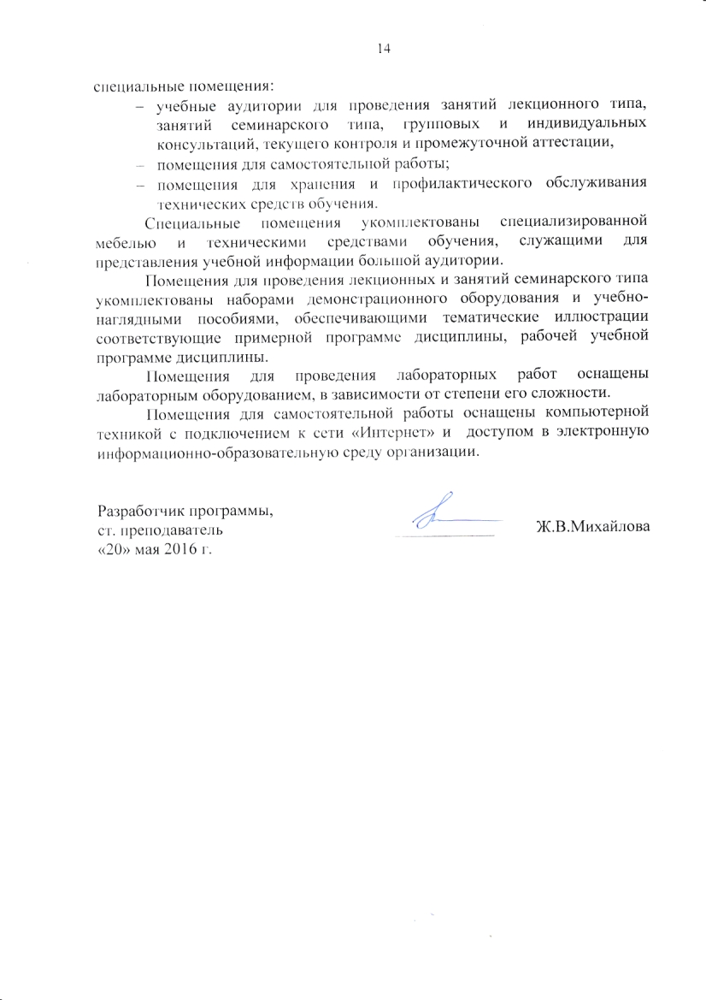 14
специальные помещения:
– учебные аудитории для проведения занятий лекционного типа,
занятий семинарского типа, групповых и индивидуальных
консультаций, текущего контроля и промежуточной аттестации,
– помещения для самостоятельной работы;
– помещения для хранения и профилактического обслуживания
технических средств обучения.
Специальные помещения укомплектованы специализированной
мебелью и техническими средствами обучения, служащими для
представления учебной информации большой аудитории.
Помещения для проведения лекционных и занятий семинарского типа
укомплектованы наборами демонстрационного оборудования и учебно-
наглядными пособиями, обеспечивающими тематические иллюстрации
соответствующие примерной программе дисциплины, рабочей учебной
программе дисциплины.
Помещения для проведения лабораторных работ оснащены
лабораторным оборудованием, в зависимости от степени его сложности.
Помещения для самостоятельной работы оснащены компьютерной
техникой с подключением к сети «Интернет» и доступом в электронную
информационно-образовательную среду организации.
Разработчик программы,
ст. преподаватель Ж.В.Михайлова
«20» мая 2016 г.